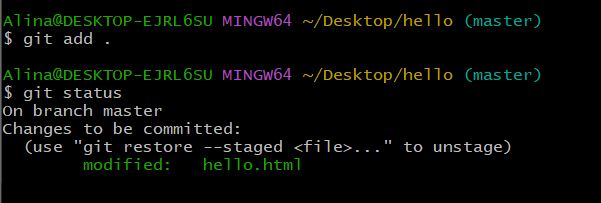 Alina@DESKTOP-EJRL6SU MINGW64 ~/Desktop/hello (master)
$ git add .
Alina@DESKTOP-EJRL6SU MINGW64 ~/Desktop/hello (master)
$ git status
On branch master
Changes to be committed:
  (use "git restore --staged <file>..." to unstage)
        modified:   hello.html